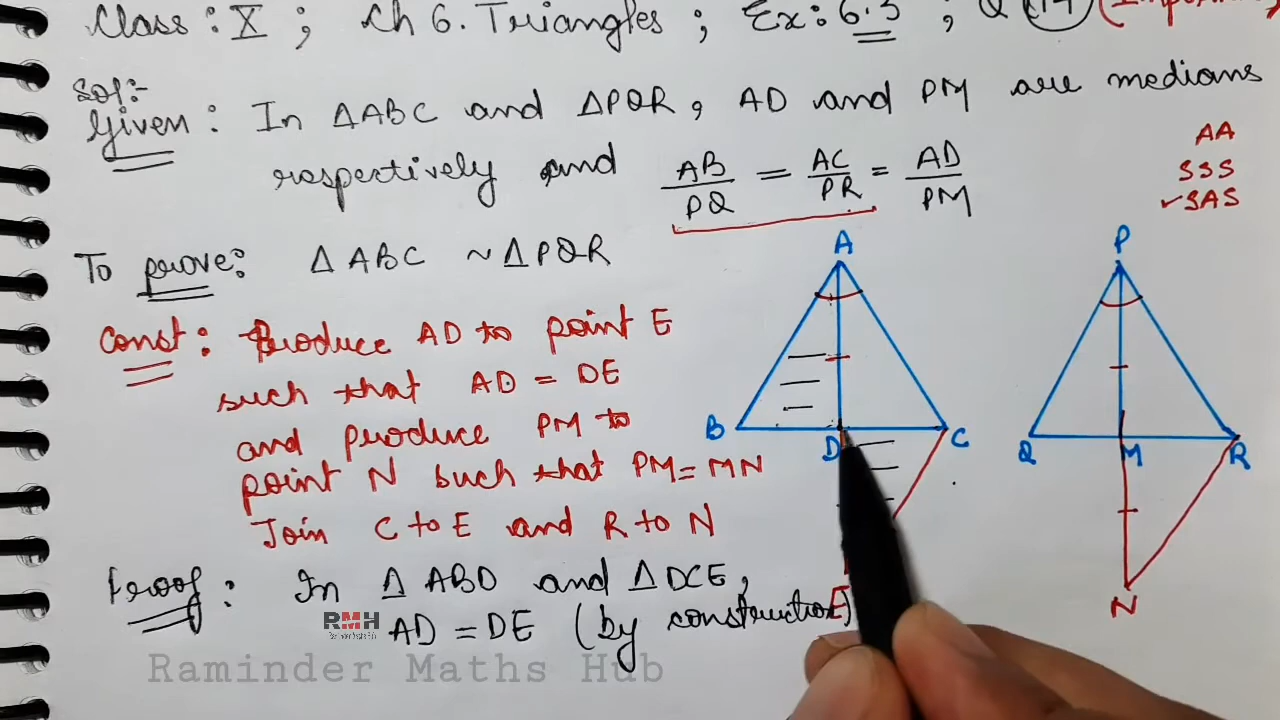 Class : X ; Ch 6. Triangles ; Ex: 6.3 ; Q 14
Sol:-
Given : In ΔABC and ΔPQR, AD and PM are medians
respectively and AB/PQ = AC/PR = AD/PM
AA
SSS
✓SAS
To prove: ΔABC ~ ΔPQR
Const: Produce AD to point E
such that AD = DE
and produce PM to
point N such that PM = MN
Join C to E and R to N
Proof: In Δ ABD and Δ DCE,
AD = DE (by construction)
A
B
D
C
E
P
Q
M
R
N
RMH
Raminder Maths Hub